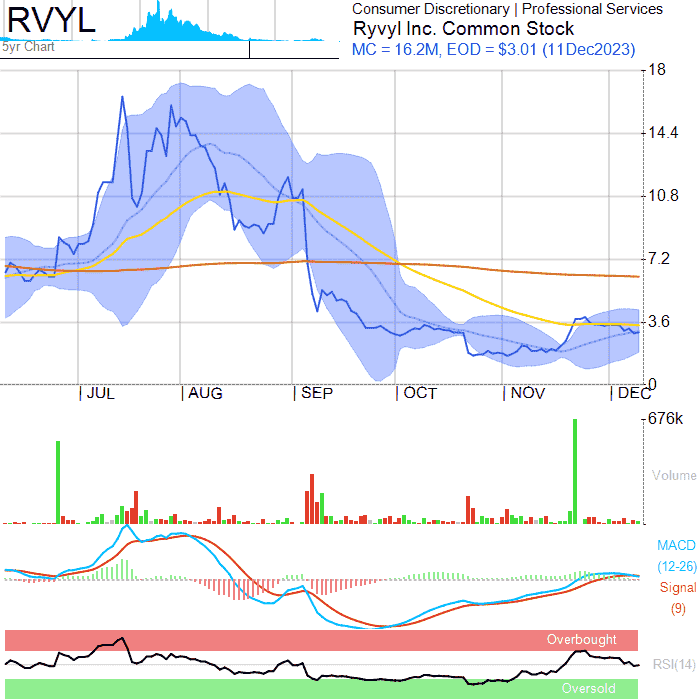 RVYL
5yr Chart
Consumer Discretionary | Professional Services
Ryvyl Inc. Common Stock
MC = 16.2M, EOD = $3.01 (11Dec2023)
18
14.4
10.8
7.2
3.6
0
JUL AUG SEP OCT NOV DEC
676k
Volume
MACD
(12-26)
Signal
(9)
Overbought
RSI(14)
Oversold